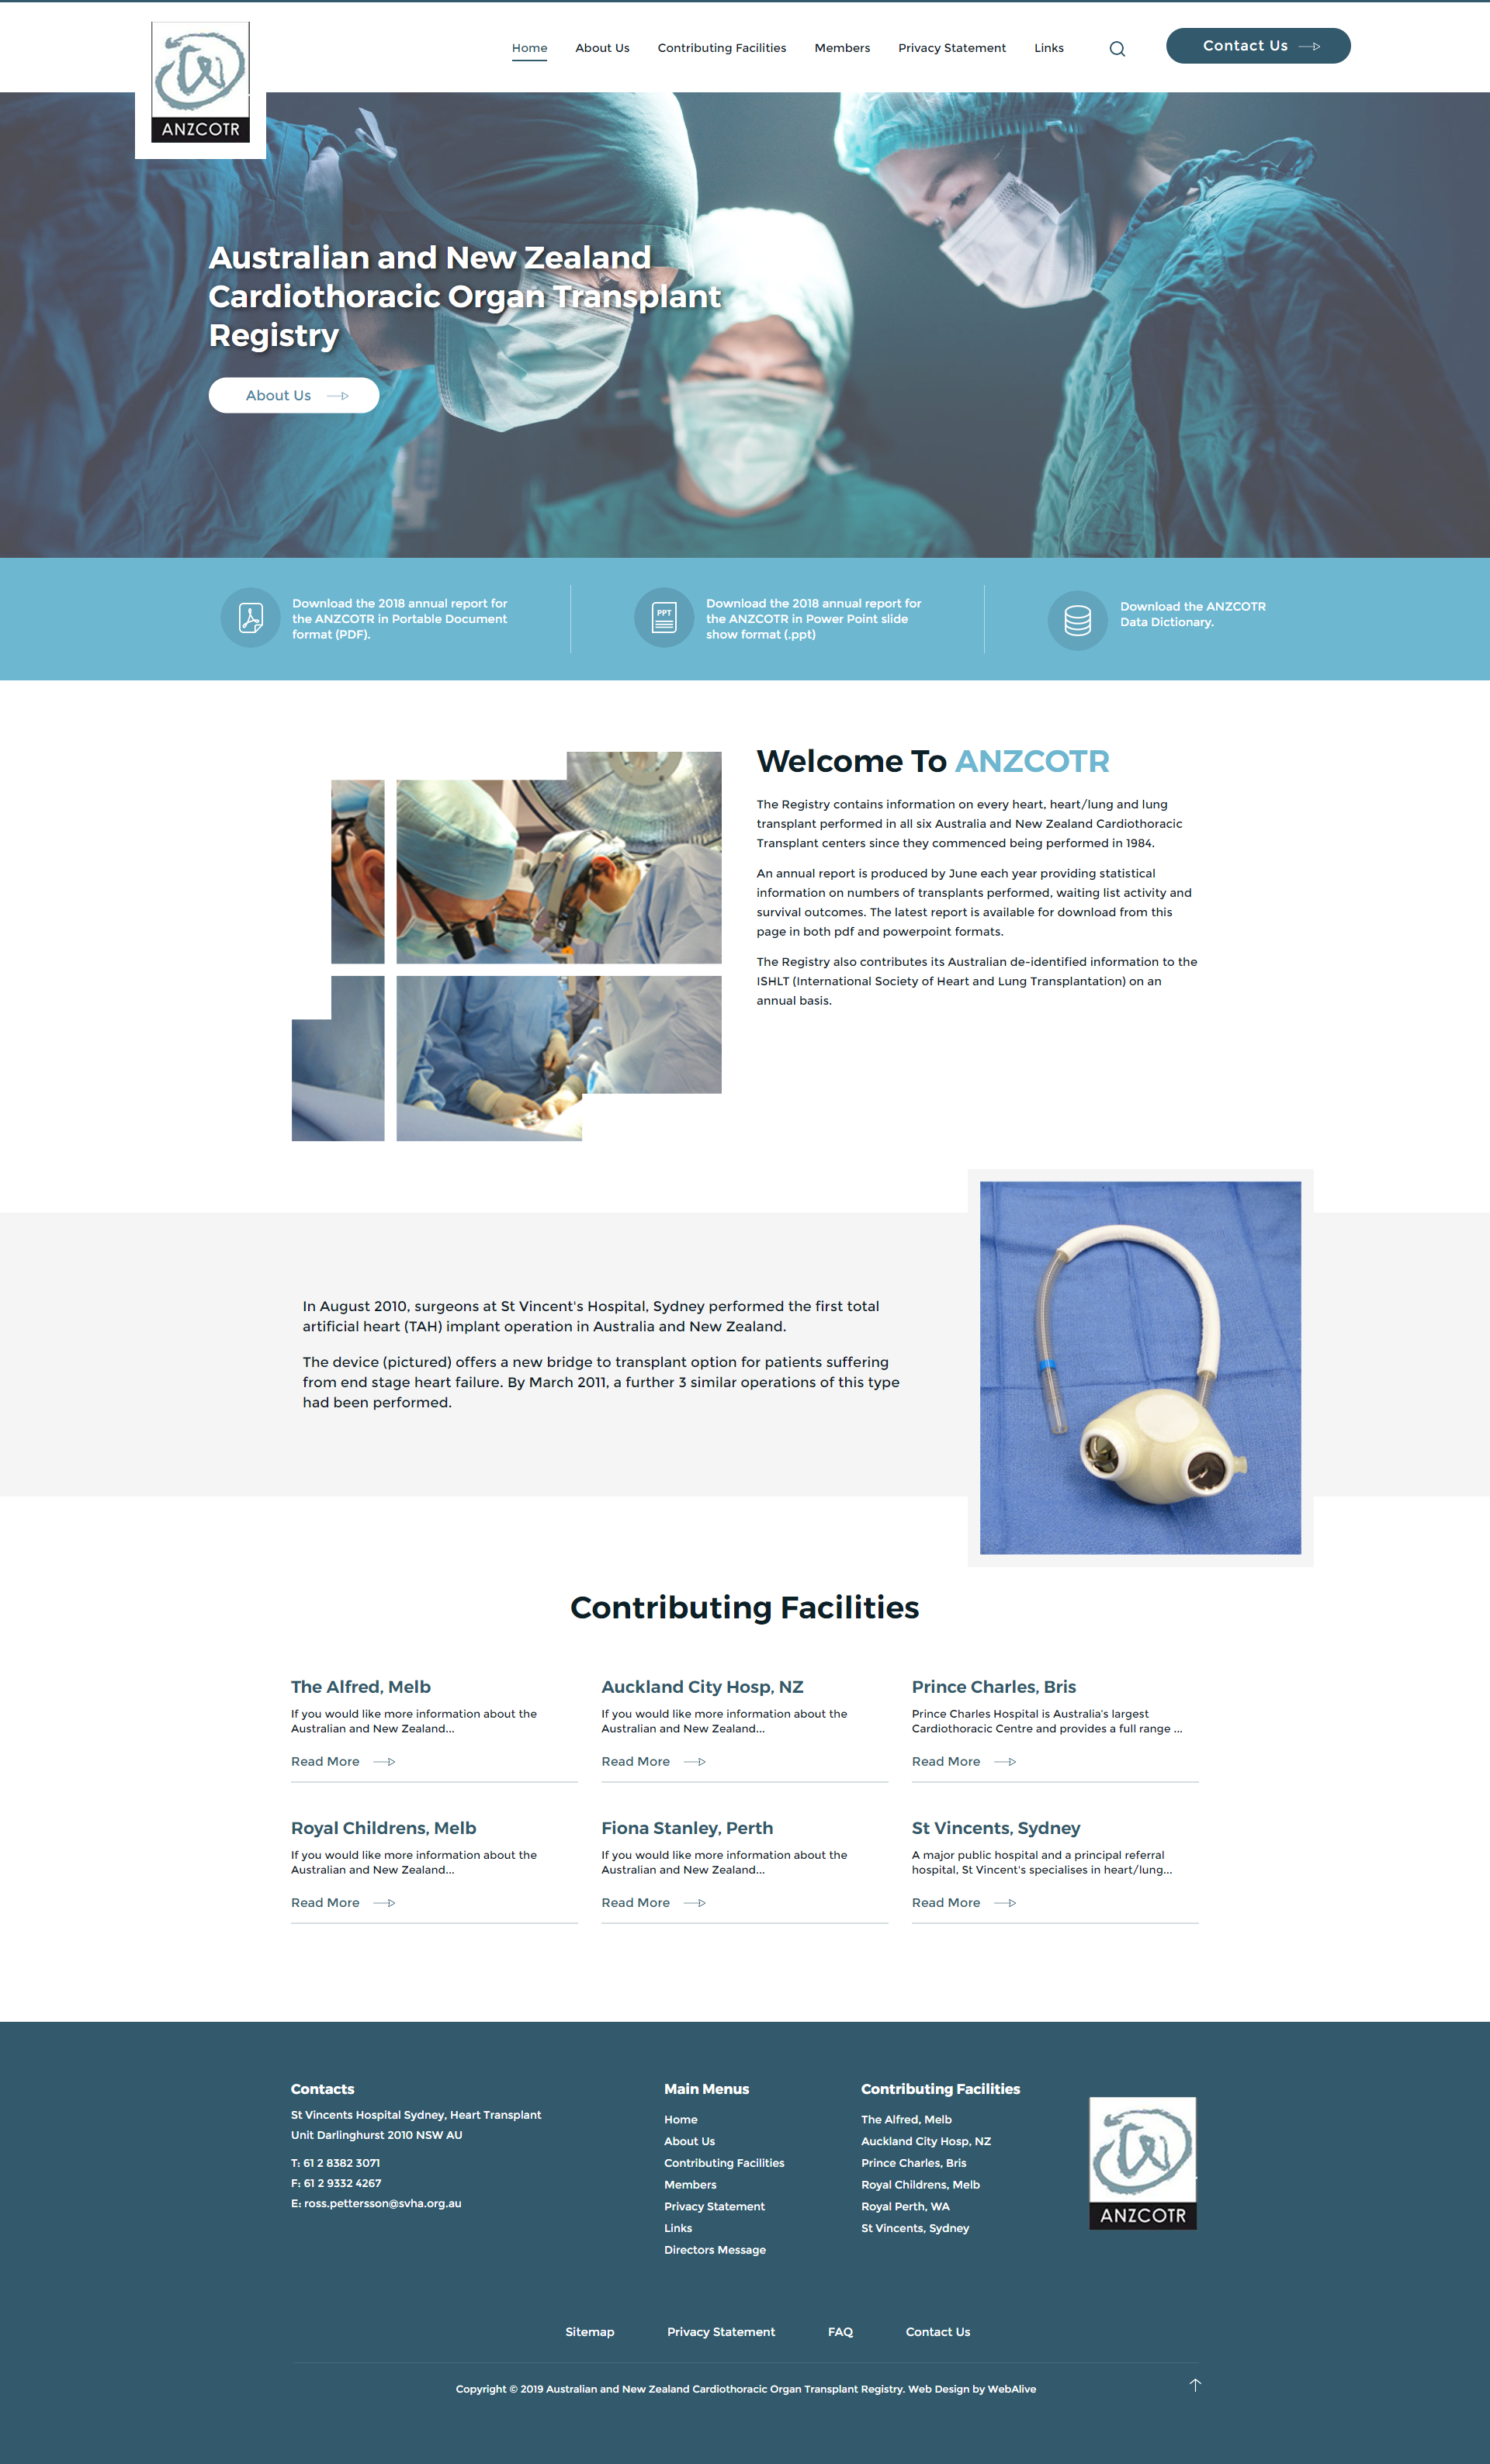 ANZCOTR
Home About Us Contributing Facilities Members Privacy Statement Links Contact Us
Australian and New Zealand
Cardiothoracic Organ Transplant
Registry
About Us
Download the 2018 annual report for
the ANZCOTR in Portable Document
format (PDF).
PPT
Download the 2018 annual report for
the ANZCOTR in Power Point slide
show format (.ppt)
Download the ANZCOTR
Data Dictionary.
Welcome To ANZCOTR
The Registry contains information on every heart, heart/lung and lung
transplant performed in all six Australia and New Zealand Cardiothoracic
Transplant centers since they commenced being performed in 1984.
An annual report is produced by June each year providing statistical
information on numbers of transplants performed, waiting list activity and
survival outcomes. The latest report is available for download from this
page in both pdf and powerpoint formats.
The Registry also contributes its Australian de-identified information to the
ISHLT (International Society of Heart and Lung Transplantation) on an
annual basis.
In August 2010, surgeons at St Vincent's Hospital, Sydney performed the first total
artificial heart (TAH) implant operation in Australia and New Zealand.
The device (pictured) offers a new bridge to transplant option for patients suffering
from end stage heart failure. By March 2011, a further 3 similar operations of this type
had been performed.
Contributing Facilities
The Alfred, Melb
If you would like more information about the
Australian and New Zealand...
Read More
Auckland City Hosp, NZ
If you would like more information about the
Australian and New Zealand...
Read More
Prince Charles, Bris
Prince Charles Hospital is Australia's largest
Cardiothoracic Centre and provides a full range ...
Read More
Royal Childrens, Melb
If you would like more information about the
Australian and New Zealand...
Read More
Fiona Stanley, Perth
If you would like more information about the
Australian and New Zealand...
Read More
St Vincents, Sydney
A major public hospital and a principal referral
hospital, St Vincent's specialises in heart/lung...
Read More
Contacts
St Vincents Hospital Sydney, Heart Transplant
Unit Darlinghurst 2010 NSW AU
T: 61 2 8382 3071
F: 61 2 9332 4267
E: ross.pettersson@svha.org.au
Main Menus
Home
About Us
Contributing Facilities
Members
Privacy Statement
Links
Directors Message
Contributing Facilities
The Alfred, Melb
Auckland City Hosp, NZ
Prince Charles, Bris
Royal Childrens, Melb
Royal Perth, WA
St Vincents, Sydney
ANZCOTR
Sitemap Privacy Statement FAQ Contact Us
Copyright © 2019 Australian and New Zealand Cardiothoracic Organ Transplant Registry. Web Design by WebAlive